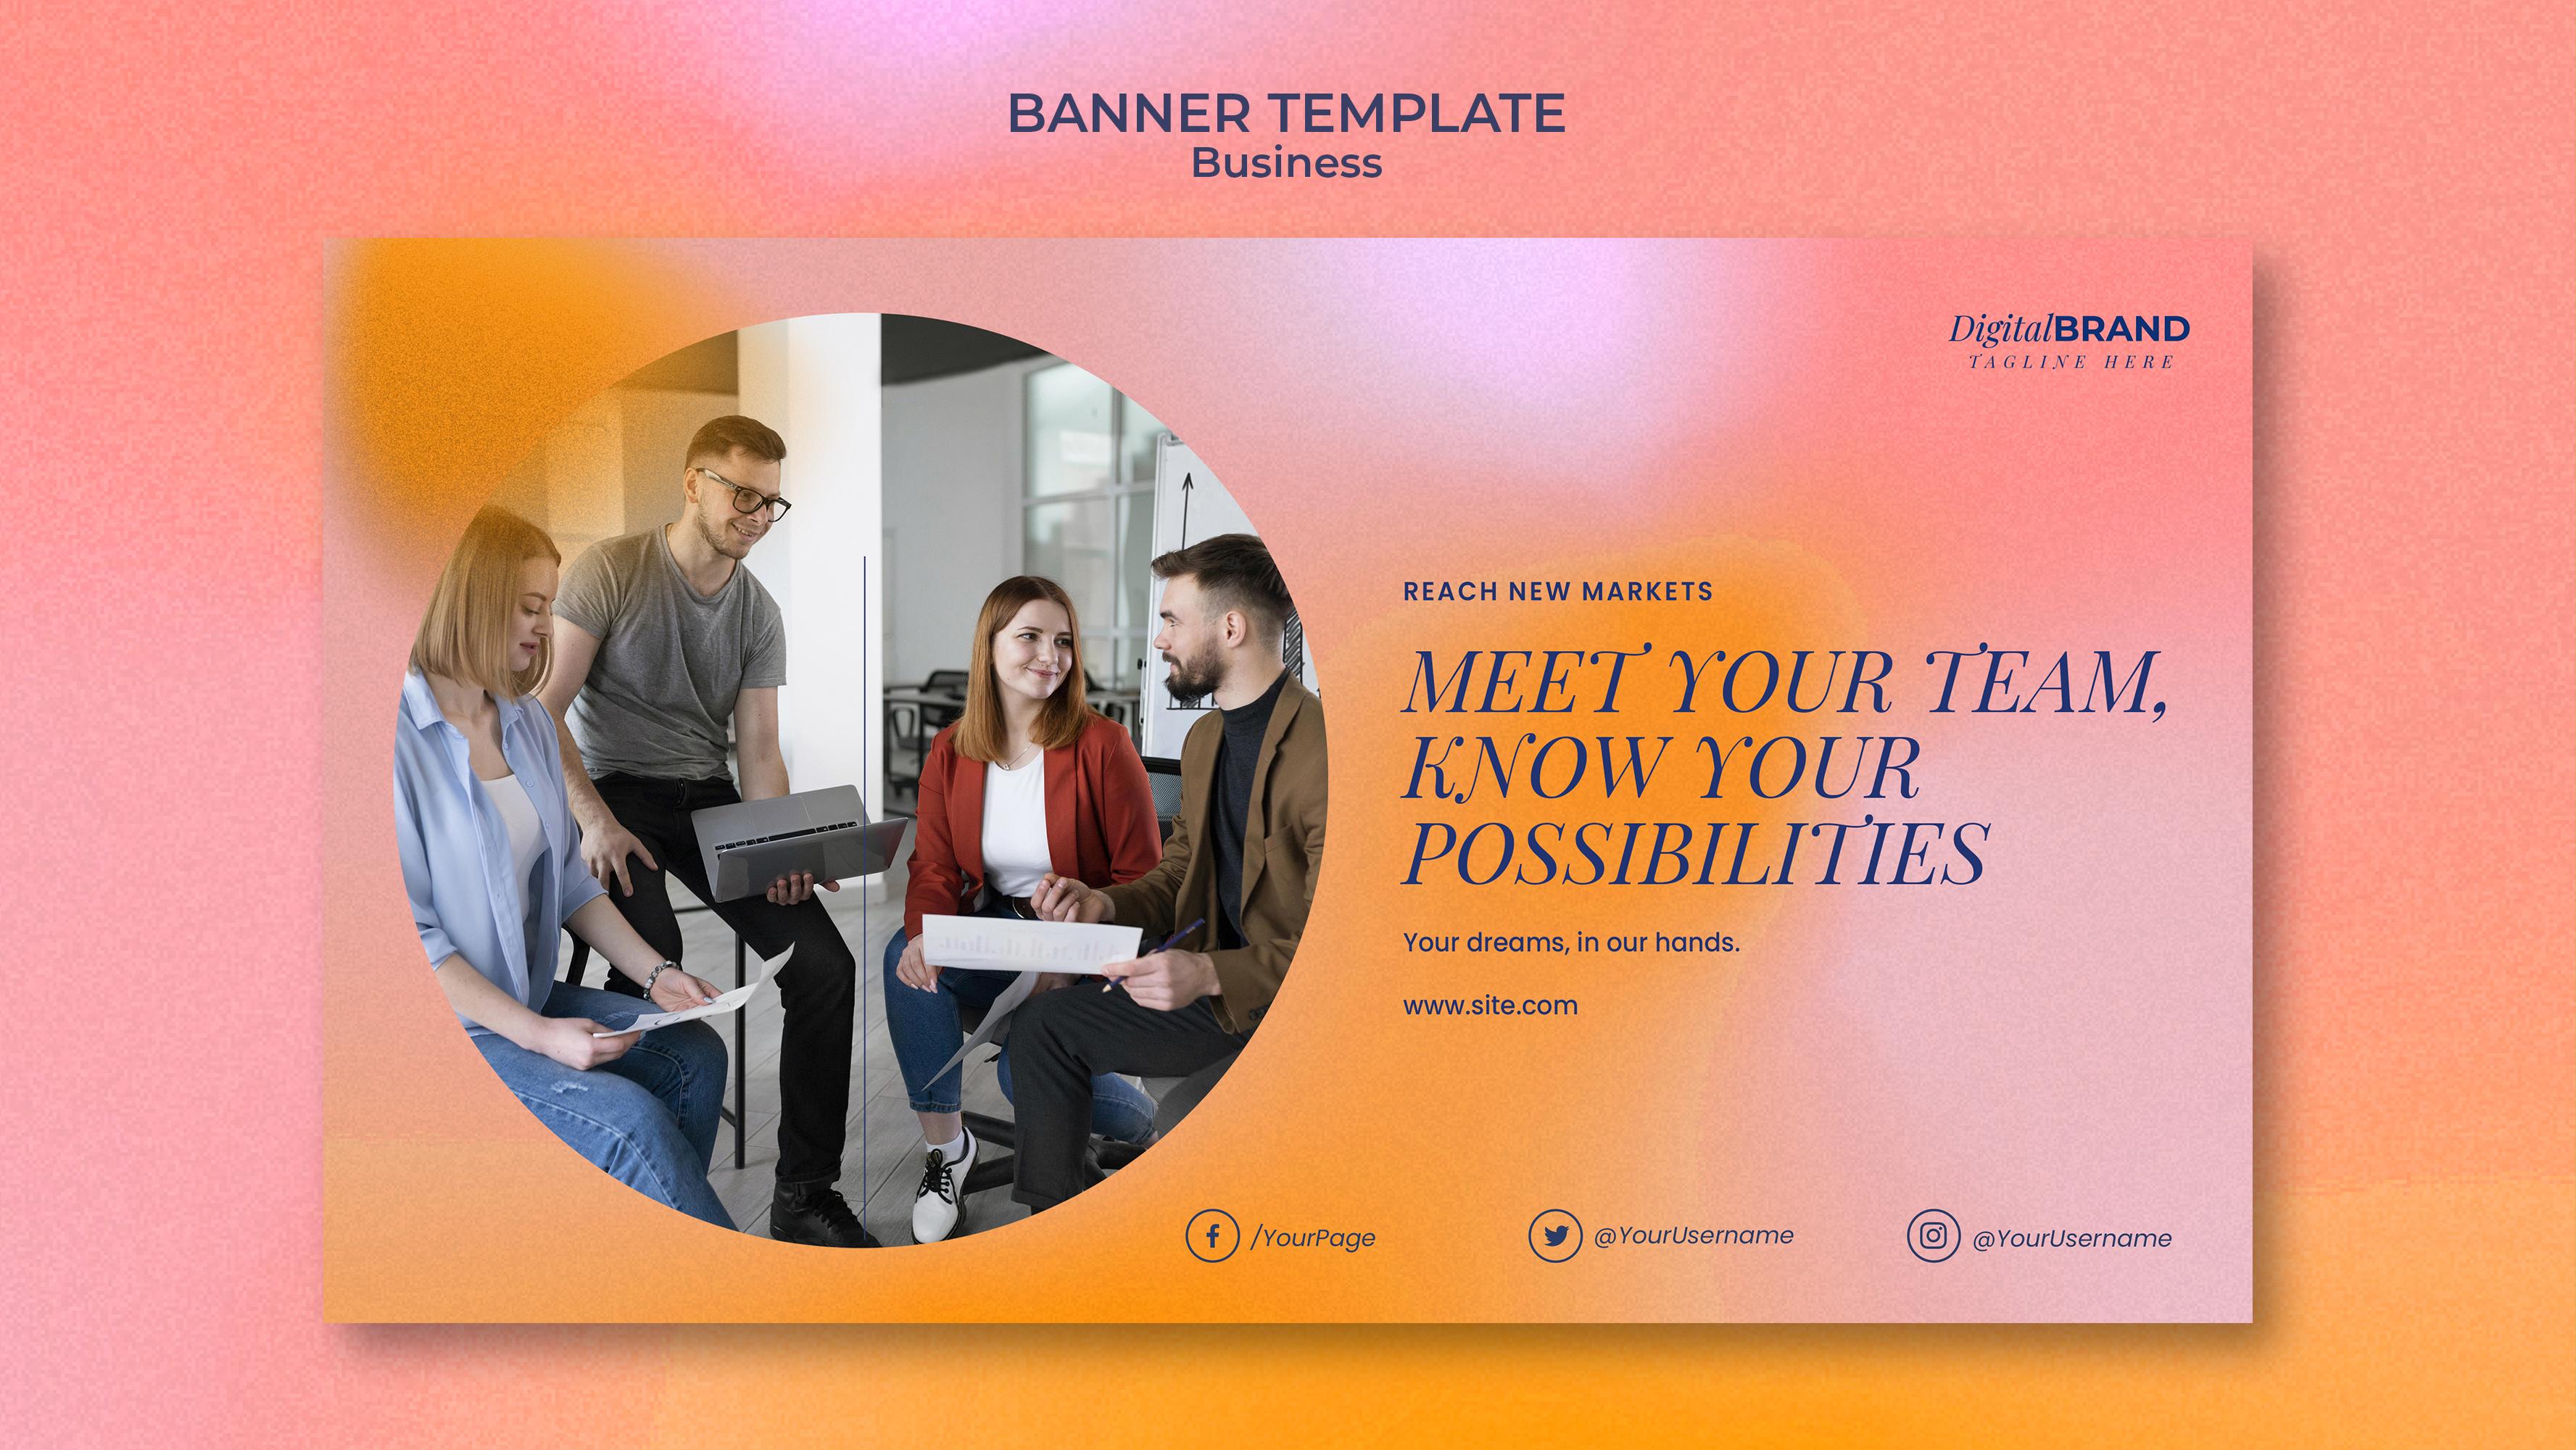 BANNER TEMPLATE
Business
DigitalBRAND
TAGLINE HERE
REACH NEW MARKETS
MEET YOUR TEAM,
KNOW YOUR
POSSIBILITIES
Your dreams, in our hands.
www.site.com
/YourPage
@YourUsername
@YourUsername